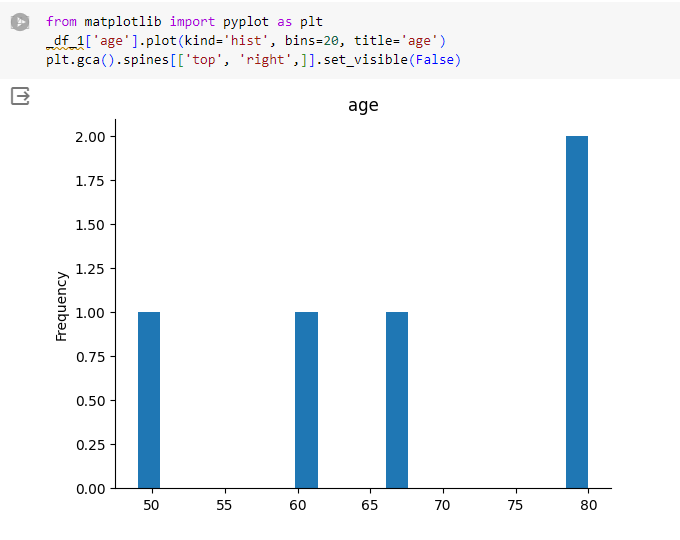 from matplotlib import pyplot as plt
_df_1['age'].plot(kind='hist', bins=20, title='age')
plt.gca().spines[['top', 'right',]].set_visible(False)
age
2.00
1.75
1.50
1.25
1.00
0.75
0.50
0.25
0.00
Frequency
50 55 60 65 70 75 80